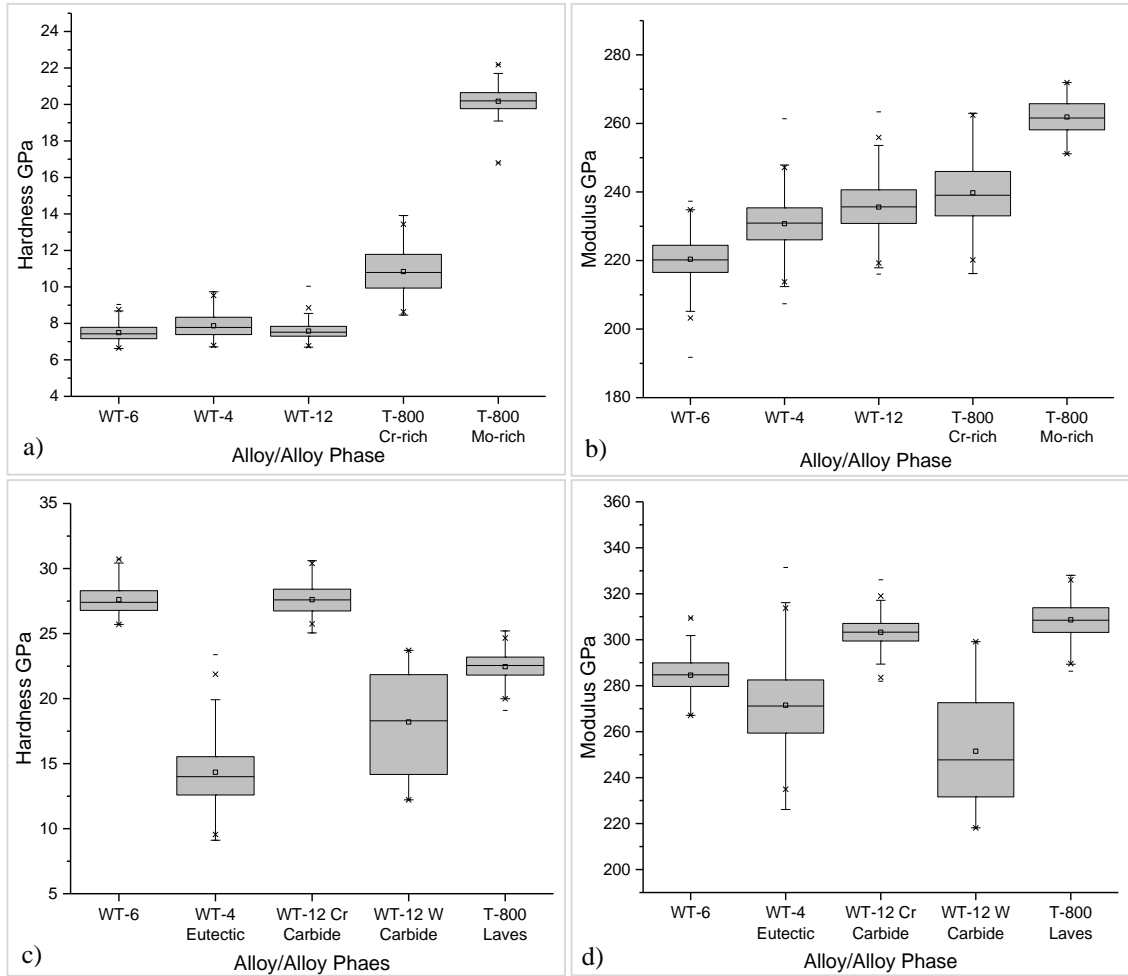 24
22
20
18
16
14
12
10
8
6
4
Hardness GPa
WT-6 WT-4 WT-12 T-800 T-800
Cr-rich Mo-rich
Alloy/Alloy Phase
a)
280
260
240
220
200
180
Modulus GPa
WT-6 WT-4 WT-12 T-800 T-800
Cr-rich Mo-rich
Alloy/Alloy Phase
b)
35
30
25
20
15
10
5
Hardness GPa
WT-6 WT-4 WT-12 Cr WT-12 W T-800
Eutectic Carbide Carbide Laves
Alloy/Alloy Phaes
c)
360
340
320
300
280
260
240
220
200
Modulus GPa
WT-6 WT-4 WT-12 Cr WT-12 W T-800
Eutectic Carbide Carbide Laves
Alloy/Alloy Phase
d)